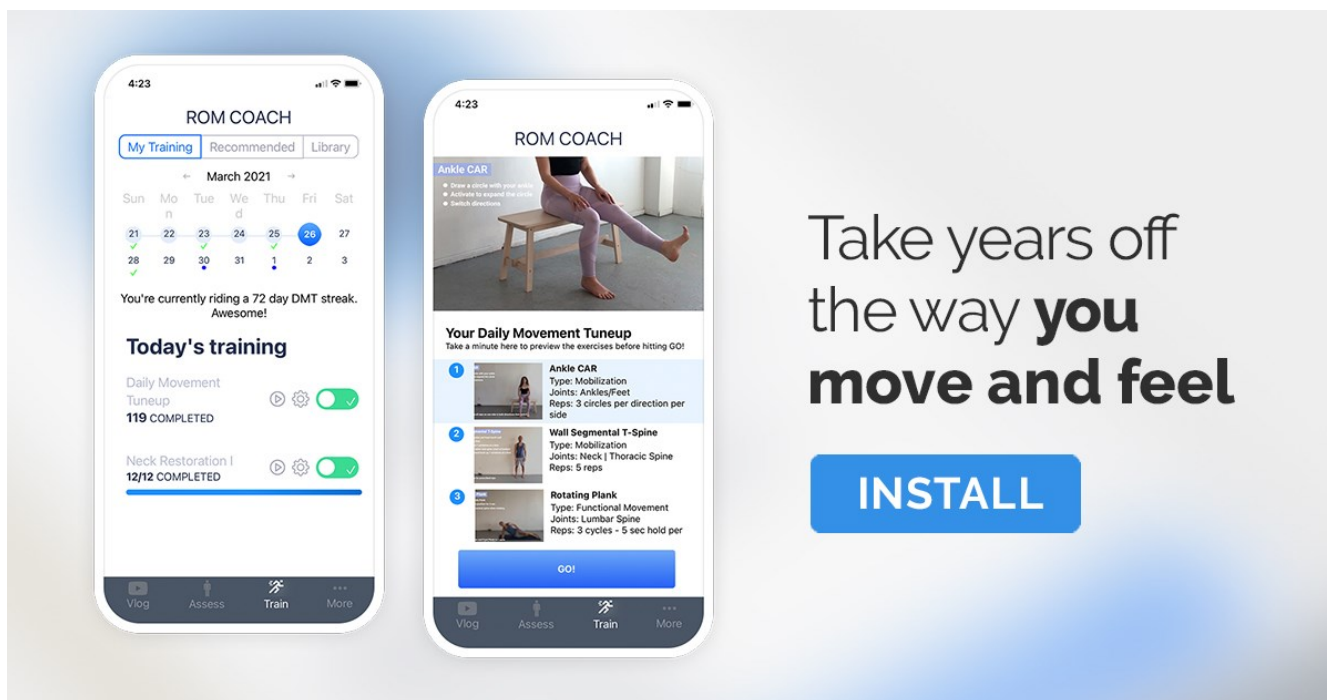 4:23
ROM COACH
My Training Recommended Library
← March 2021 →
Sun Mo Tue We Thu Fri Sat
n d
21 22 23 24 25 26 27
28 29 30 31 1 2 3
You're currently riding a 72 day DMT streak.
Awesome!
Today's training
Daily Movement
Tuneup
119 COMPLETED
Neck Restoration I
12/12 COMPLETED
Vlog Assess Train More
4:23
ROM COACH
Ankle CAR
Draw a circle with your ankle
Activate to expand the circle
Switch directions
Your Daily Movement Tuneup
Take a minute here to preview the exercises before hitting GO!
1
Ankle CAR
Type: Mobilization
Joints: Ankles/Feet
Reps: 3 circles per direction per
side
2
Wall Segmental T-Spine
Type: Mobilization
Joints: Neck | Thoracic Spine
Reps: 5 reps
3
Rotating Plank
Type: Functional Movement
Joints: Lumbar Spine
Reps: 3 cycles - 5 sec hold per
GO!
Vlog Assess Train More
Take years off
the way you
move and feel
INSTALL